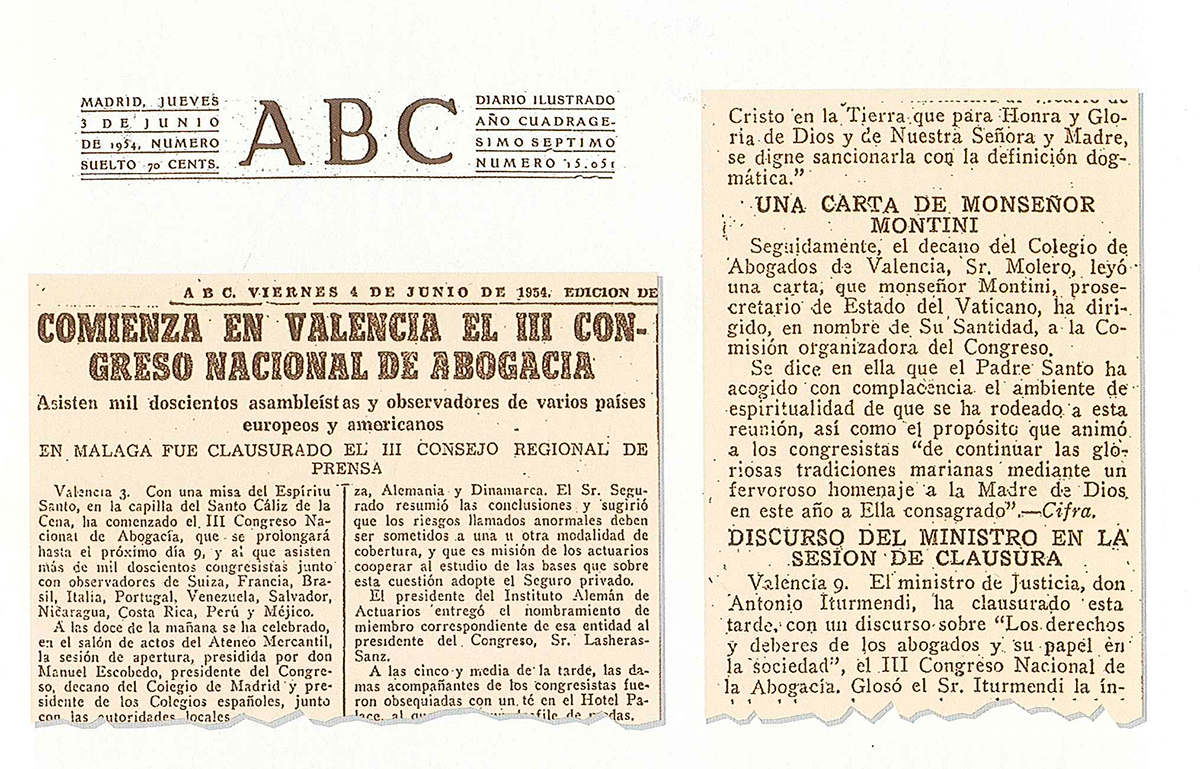 MADRID, JUEVES
3 DE JUNIO
DE 1954, NUMERO
SUELTO 70 CENTS.
ABC
DIARIO ILUSTRADO
AÑO CUADRAGE-
SIMO SEPTIMO
NUMERO 15.051
A B C. VIERNES 4 DE JUNIO DE 1954. EDICION DE
COMIENZA EN VALENCIA EL III CON-
GRESO NACIONAL DE ABOGACIA
Asisten mil doscientos asambleístas y observadores de varios países
europeos y americanos
EN MALAGA FUE CLAUSURADO EL III CONSEJO REGIONAL DE
PRENSA
Valencia 3. Con una misa del Espíritu
Santo, en la capilla del Santo Cáliz de la
Cena, ha comenzado el III Congreso Na-
cional de Abogacía, que se prolongará
hasta el próximo día 9, y al que asisten
más de mil doscientos congresistas junto
con observadores de Suiza, Francia, Bra-
sil, Italia, Portugal, Venezuela, Salvador,
Nicaragua, Costa Rica, Perú y Méjico.
A las doce de la mañana se ha celebrado,
en el salón de actos del Ateneo Mercantil,
la sesión de apertura, presidida por don
Manuel Escobedo, presidente del Congre-
so, decano del Colegio de Madrid y pre-
sidente de los Colegios españoles, junto
con las autoridades locales
za, Alemania y Dinamarca. El Sr. Segu-
rado resumió las conclusiones y sugirió
que los riesgos llamados anormales deben
ser sometidos a una u otra modalidad de
cobertura, y que es misión de los actuarios
cooperar al estudio de las bases que sobre
esta cuestión adopte el Seguro privado.
El presidente del Instituto Alemán de
Actuarios entregó el nombramiento de
miembro correspondiente de esa entidad al
presidente del Congreso, Sr. Lasheras-
Sanz.
A las cinco y media de la tarde, las da-
mas acompañantes de los congresistas fue-
ron obsequiadas con un té en el Hotel Pa-
lace, al desfile de modas.
Cristo en la Tierra que para Honra y Glo-
ria de Dios y de Nuestra Señora y Madre,
se digne sancionarla con la definición dog-
mática."
UNA CARTA DE MONSEÑOR
MONTINI
Seguidamente, el decano del Colegio de
Abogados de Valencia, Sr. Molero, leyó
una carta, que monseñor Montini, prose-
cretario de Estado del Vaticano, ha diri-
gido, en nombre de Su Santidad, a la Co-
misión organizadora del Congreso.
Se dice en ella que el Padre Santo ha
acogido con complacencia el ambiente de
espiritualidad de que se ha rodeado a esta
reunión, así como el propósito que animó
a los congresistas "de continuar las gló-
riosas tradiciones marianas mediante un
fervoroso homenaje a la Madre de Dios
en este año a Ella consagrado".—Cifra.
DISCURSO DEL MINISTRO EN LA
SESION DE CLAUSURA
Valencia 9. El ministro de Justicia, don
Antonio Iturmendi, ha clausurado esta
tarde, con un discurso sobre "Los derechos
y deberes de los abogados y su papel en
la sociedad", el III Congreso Nacional de
la Abogacía. Glosó el Sr. Iturmendi la ín-